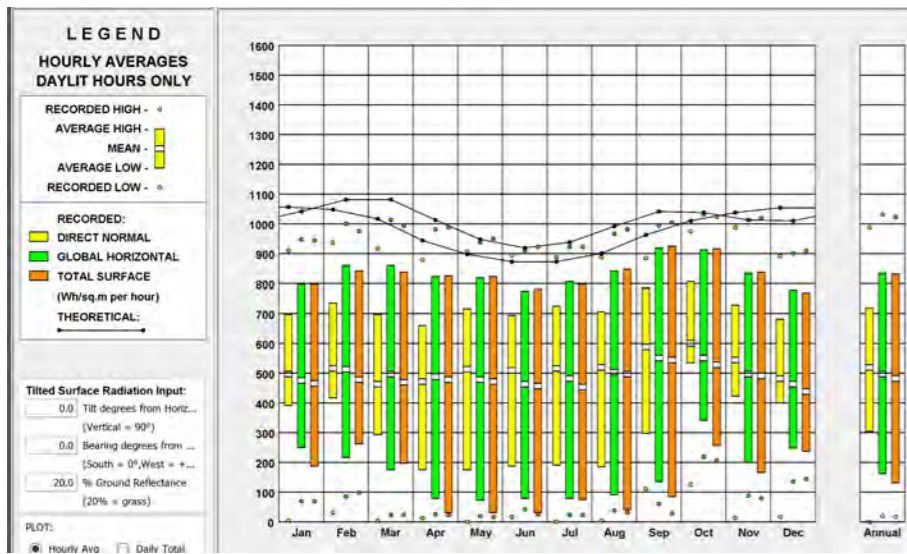 LEGEND
HOURLY AVERAGES
DAYLIT HOURS ONLY
RECORDED HIGH -
AVERAGE HIGH -
MEAN -
AVERAGE LOW -
RECORDED LOW -
RECORDED:
DIRECT NORMAL
GLOBAL HORIZONTAL
TOTAL SURFACE
(Wh/sq.m per hour)
THEORETICAL:
Tilted Surface Radiation Input:
0.0 Tilt degrees from Horiz...
(Vertical = 90°)
0.0 Bearing degrees from ...
(South = 0°,West = +...
20.0 % Ground Reflectance
(20% = grass)
PLOT:
Hourly Avg Daily Total
1600
1500
1400
1300
1200
1100
1000
900
800
700
600
500
400
300
200
100
0
Jan Feb Mar Apr May Jun Jul Aug Sep Oct Nov Dec Annual